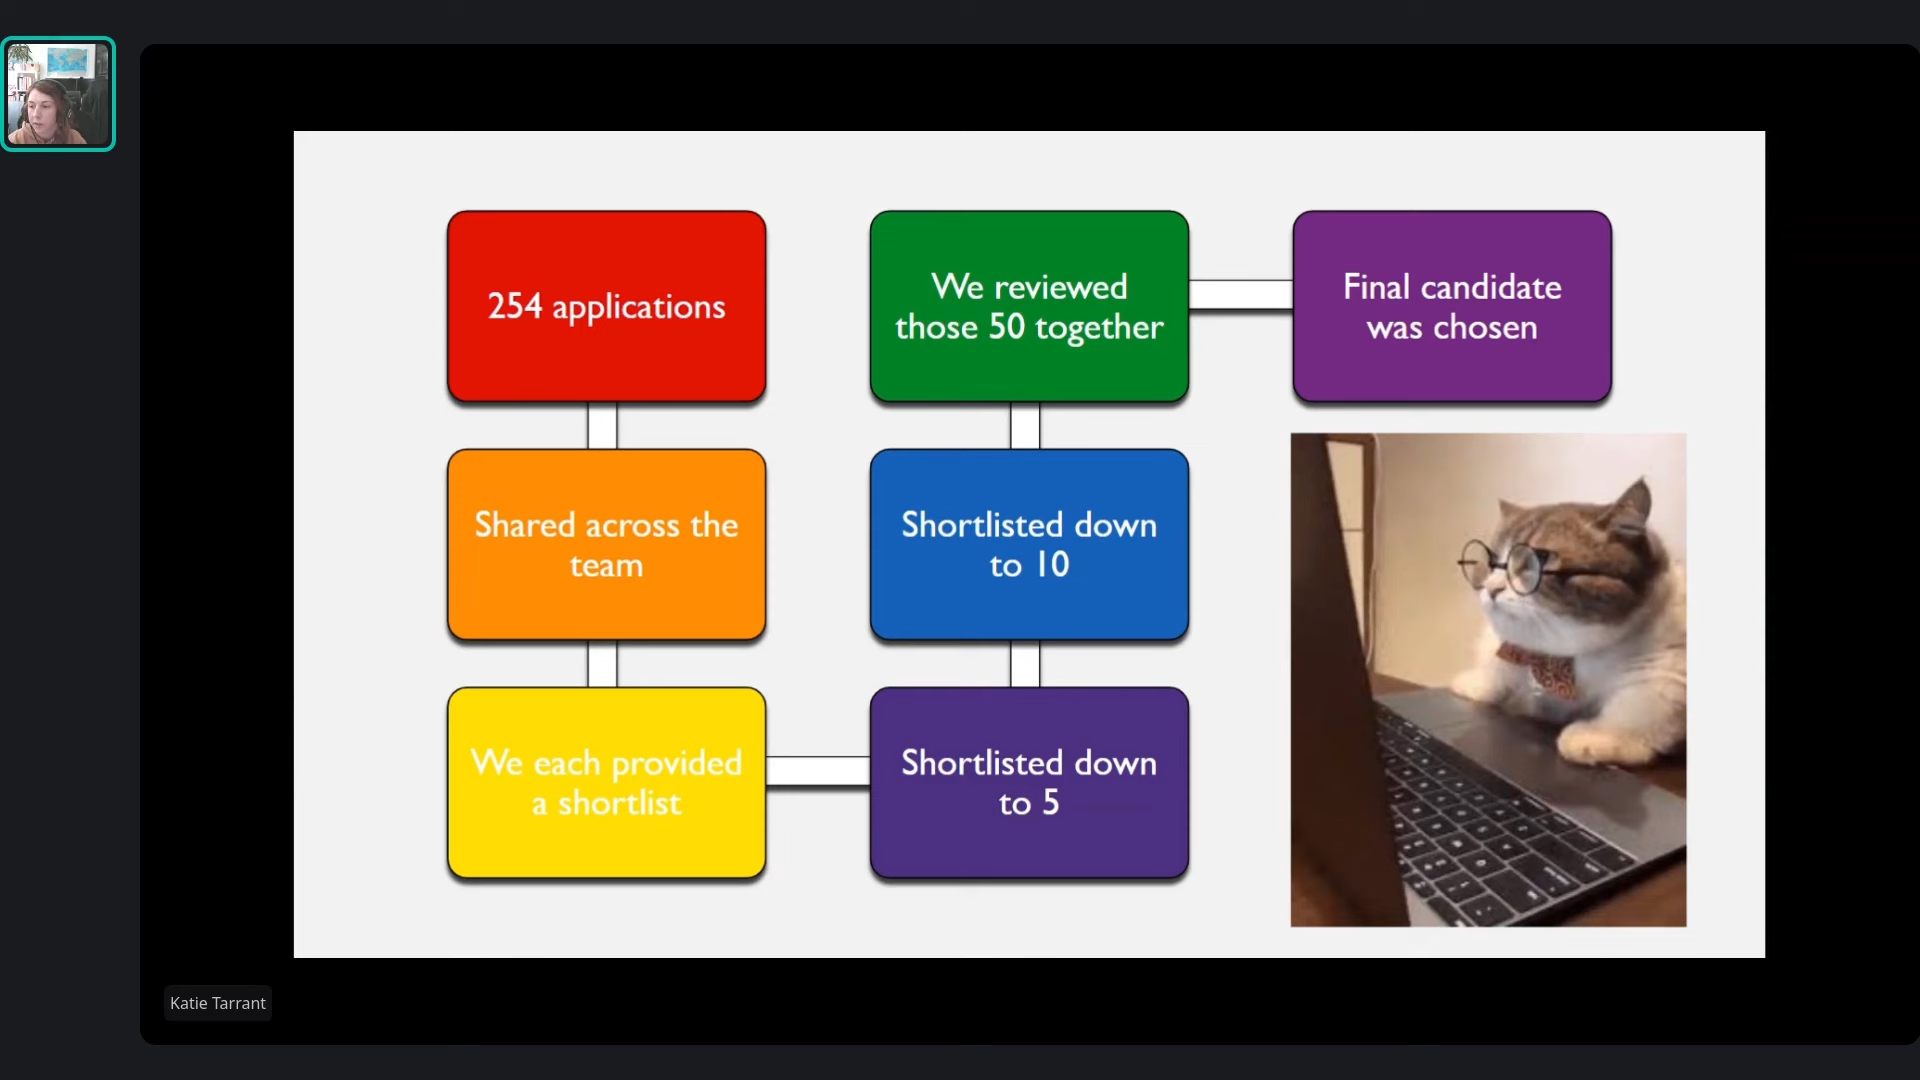 254 applications
Shared across the
team
We each provided
a shortlist
Shortlisted down
to 5
Shortlisted down
to 10
We reviewed
those 50 together
Final candidate
was chosen
Katie Tarrant